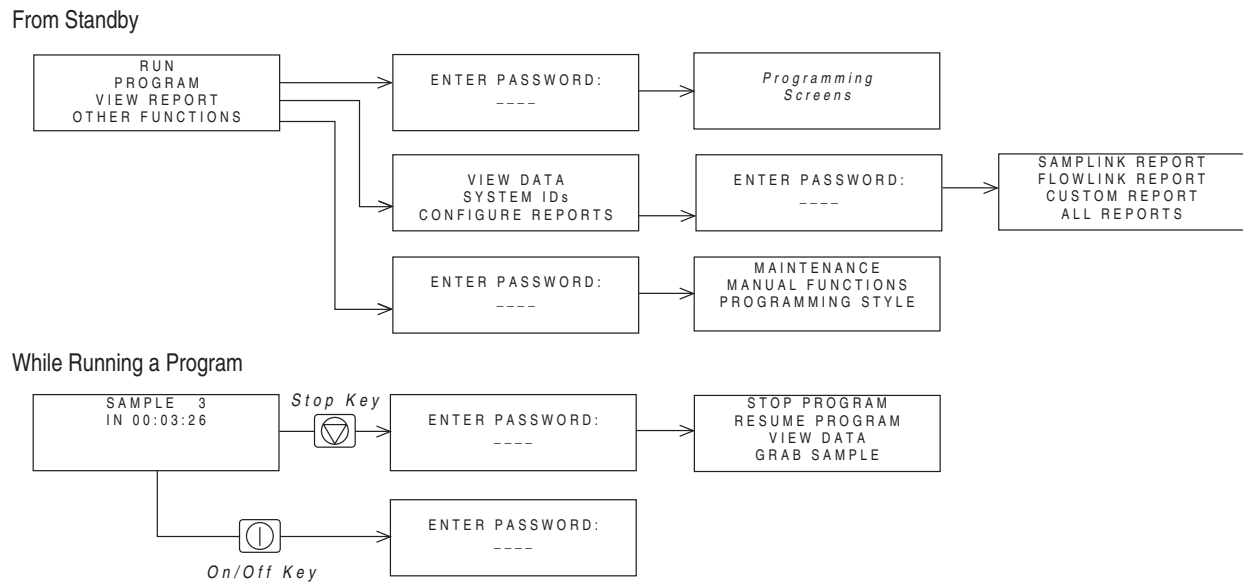 From Standby
RUN
PROGRAM
VIEW REPORT
OTHER FUNCTIONS
ENTER PASSWORD:
____
Programming
Screens
VIEW DATA
SYSTEM IDs
CONFIGURE REPORTS
ENTER PASSWORD:
____
SAMPLINK REPORT
FLOWLINK REPORT
CUSTOM REPORT
ALL REPORTS
ENTER PASSWORD:
____
MAINTENANCE
MANUAL FUNCTIONS
PROGRAMMING STYLE
While Running a Program
SAMPLE 3
IN 00:03:26
Stop Key
ENTER PASSWORD:
____
STOP PROGRAM
RESUME PROGRAM
VIEW DATA
GRAB SAMPLE
On/Off Key
ENTER PASSWORD:
____